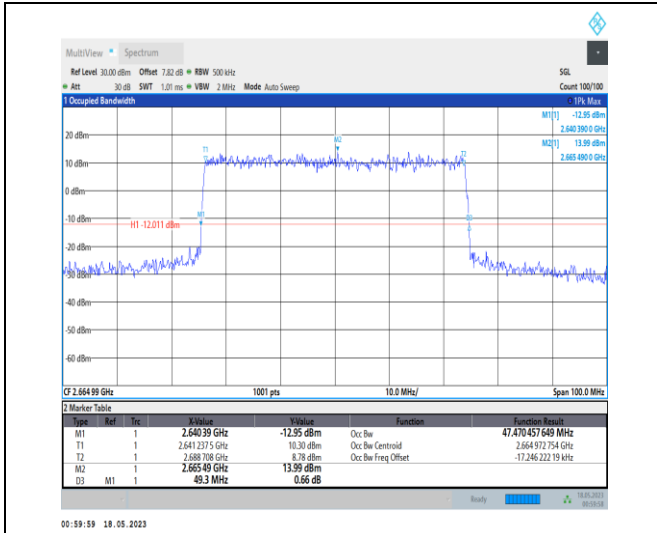 MultiView Spectrum
Ref Level 30.00 dBm Offset 7.82 dB RBW 500 kHz SGL
Att 30 dB SWT 1.01 ms VBW 2 MHz Mode Auto Sweep Count 100/100
1 Occupied Bandwidth 1Pk Max
M1[1] -12.95 dBm
2.640 390 0 GHz
M2[1] 13.99 dBm
2.665 490 0 GHz
20 dBm
M2
T1 T2
10 dBm
0 dBm
M1
-10 dBm
H1 -12.011 dBm
-20 dBm
-30 dBm
-40 dBm
-50 dBm
-60 dBm
CF 2.664 99 GHz 1001 pts 10.0 MHz/ Span 100.0 MHz
2 Marker Table
Type Ref Trc X-Value Y-Value Function Function Result
M1 1 2.640 39 GHz -12.95 dBm Occ Bw 47.470 457 649 MHz
T1 1 2.641 237 5 GHz 10.30 dBm Occ Bw Centroid 2.664 972 754 GHz
T2 1 2.688 708 GHz 8.78 dBm Occ Bw Freq Offset -17.246 222 19 kHz
M2 1 2.665 49 GHz 13.99 dBm
D3 M1 1 49.3 MHz 0.66 dB
Ready 18.05.2023
00:59:58
00:59:59 18.05.2023